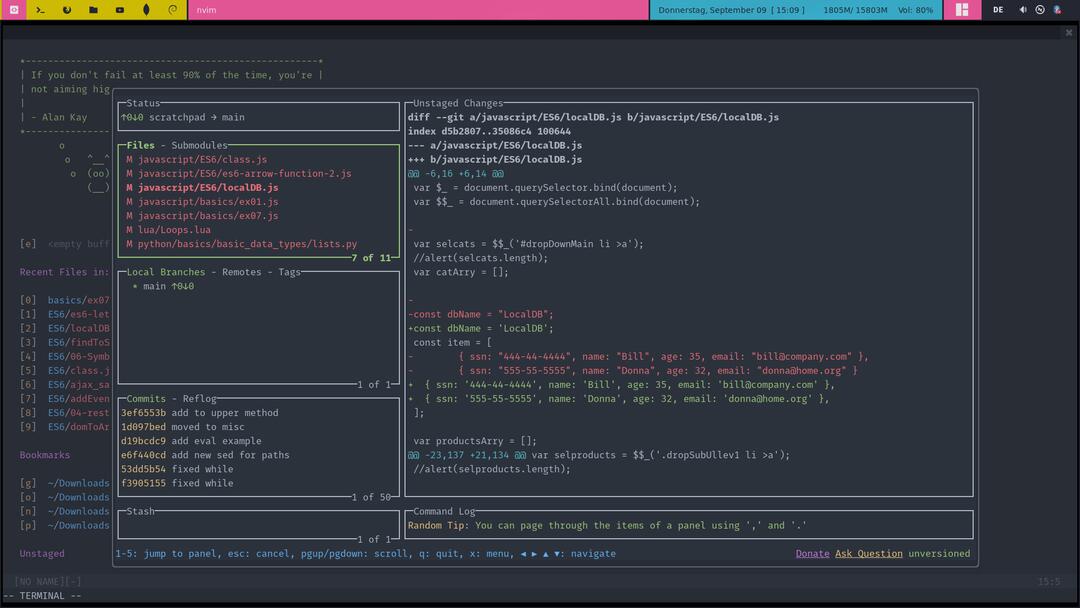 nvim
Donnerstag, September 09 [ 15:09 ] 1805M/ 15803M Vol: 80%
DE
*----------------------------------------------------*
| If you don't fail at least 90% of the time, you're |
| not aiming hig
|
| - Alan Kay
*---------------
o
o ^__^
o (oo)
(__)
[e] <empty buff
Recent Files in:
[0] basics/ex07
[1] ES6/es6-let
[2] ES6/localDB
[3] ES6/findToS
[4] ES6/06-Symb
[5] ES6/class.j
[6] ES6/ajax_sa
[7] ES6/addEven
[8] ES6/04-rest
[9] ES6/domToAr
Bookmarks
[g] ~/Downloads
[o] ~/Downloads
[n] ~/Downloads
[p] ~/Downloads
Unstaged
Status
↑0↓0 scratchpad → main
Files - Submodules
M javascript/ES6/class.js
M javascript/ES6/es6-arrow-function-2.js
M javascript/ES6/localDB.js
M javascript/basics/ex01.js
M javascript/basics/ex07.js
M lua/Loops.lua
M python/basics/basic_data_types/lists.py
7 of 11
Local Branches - Remotes - Tags
* main ↑0↓0
1 of 1
Commits - Reflog
3ef6553b add to upper method
1d097bed moved to misc
d19bcdc9 add eval example
e6f440cd add new sed for paths
53dd5b54 fixed while
f3905155 fixed while
1 of 50
Stash
1 of 1
Unstaged Changes
diff --git a/javascript/ES6/localDB.js b/javascript/ES6/localDB.js
index d5b2807..35086c4 100644
--- a/javascript/ES6/localDB.js
+++ b/javascript/ES6/localDB.js
@@ -6,16 +6,14 @@
var $_ = document.querySelector.bind(document);
var $$_ = document.querySelectorAll.bind(document);
-
var selcats = $$_('#dropDownMain li >a');
//alert(selcats.length);
var catArry = [];
-
-const dbName = "LocalDB";
+const dbName = 'LocalDB';
const item = [
- { ssn: "444-44-4444", name: "Bill", age: 35, email: "bill@company.com" },
- { ssn: "555-55-5555", name: "Donna", age: 32, email: "donna@home.org" }
+ { ssn: '444-44-4444', name: 'Bill', age: 35, email: 'bill@company.com' },
+ { ssn: '555-55-5555', name: 'Donna', age: 32, email: 'donna@home.org' },
];
var productsArry = [];
@@ -23,137 +21,134 @@ var selproducts = $$_('.dropSubUllev1 li >a');
//alert(selproducts.length);
Command Log
Random Tip: You can page through the items of a panel using ',' and '.'
1-5: jump to panel, esc: cancel, pgup/pgdown: scroll, q: quit, x: menu, ◄ ► ▲ ▼: navigate
Donate Ask Question unversioned
[NO NAME][-] 15:5
-- TERMINAL --